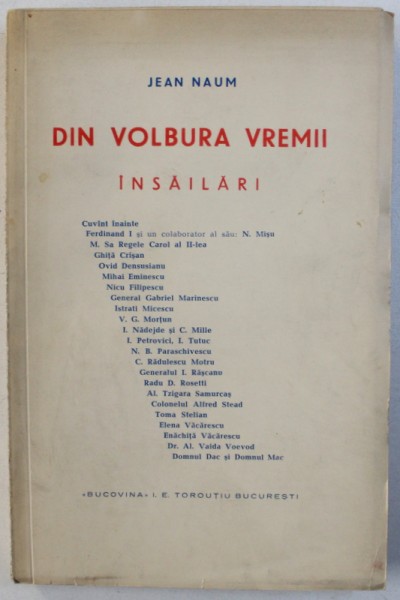 JEAN NAUM
DIN VOLBURA VREMII
ÎNSĂILĂRI
Cuvînt înainte
Ferdinand I și un colaborator al său: N. Mișu
M. Sa Regele Carol al II-lea
Ghiță Crișan
Ovid Densusianu
Mihai Eminescu
Nicu Filipescu
General Gabriel Marinescu
Istrati Micescu
V. G. Morțun
I. Nădejde și C. Mille
I. Petrovici, I. Tutuc
N. B. Paraschivescu
C. Rădulescu Motru
Generalul I. Rășcanu
Radu D. Rosetti
Al. Tzigara Samurcaș
Colonelul Alfred Stead
Toma Stelian
Elena Văcărescu
Enăchiță Văcărescu
Dr. Al. Vaida Voevod
Domnul Dac și Domnul Mac
«BUCOVINA» I. E. TOROUȚIU BUCUREȘTI